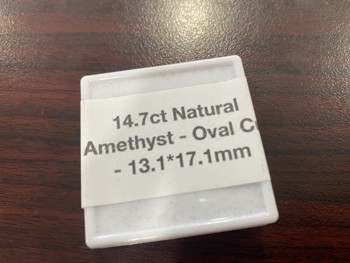 14.7ct Natural
Amethyst - Oval C
- 13.1*17.1mm